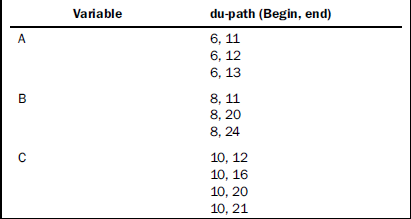 Variable du-path (Begin, end)
A 6, 11
6, 12
6, 13
B 8, 11
8, 20
8, 24
C 10, 12
10, 16
10, 20
10, 21